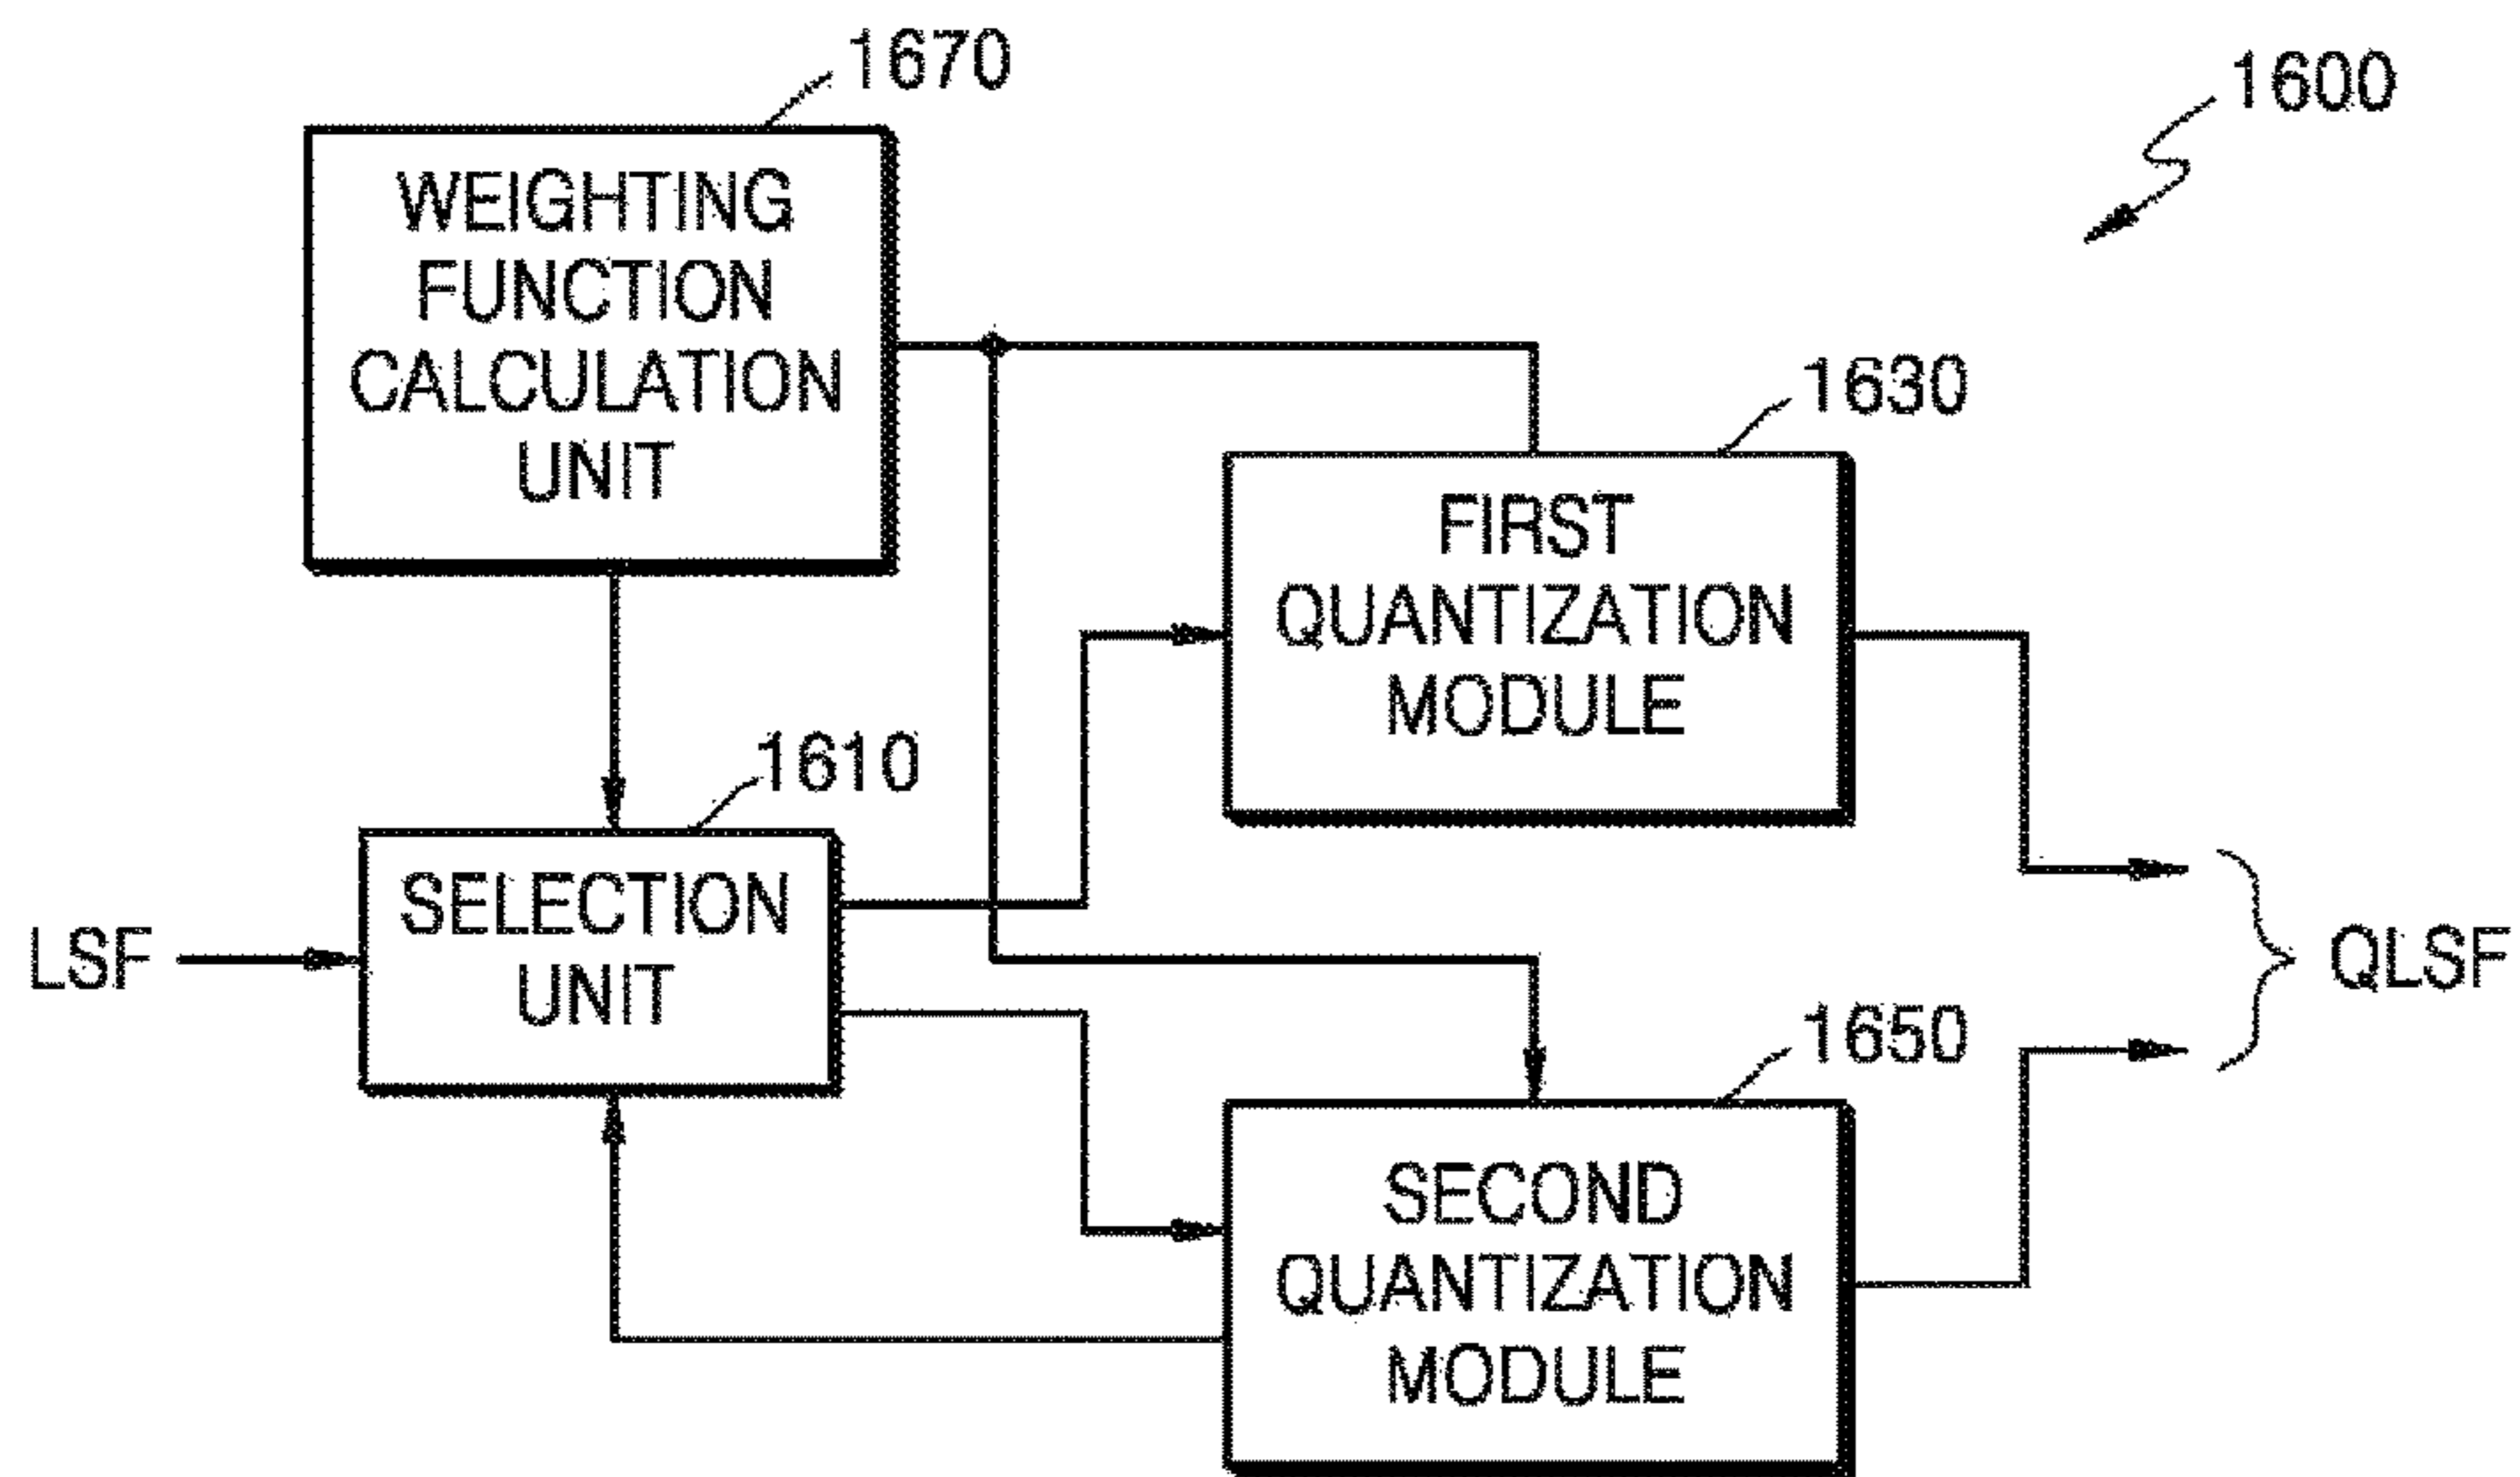 1670
1600
WEIGHTING
FUNCTION
CALCULATION
UNIT
1630
FIRST
QUANTIZATION
MODULE
1610
SELECTION
UNIT
LSF
QLSF
1650
SECOND
QUANTIZATION
MODULE